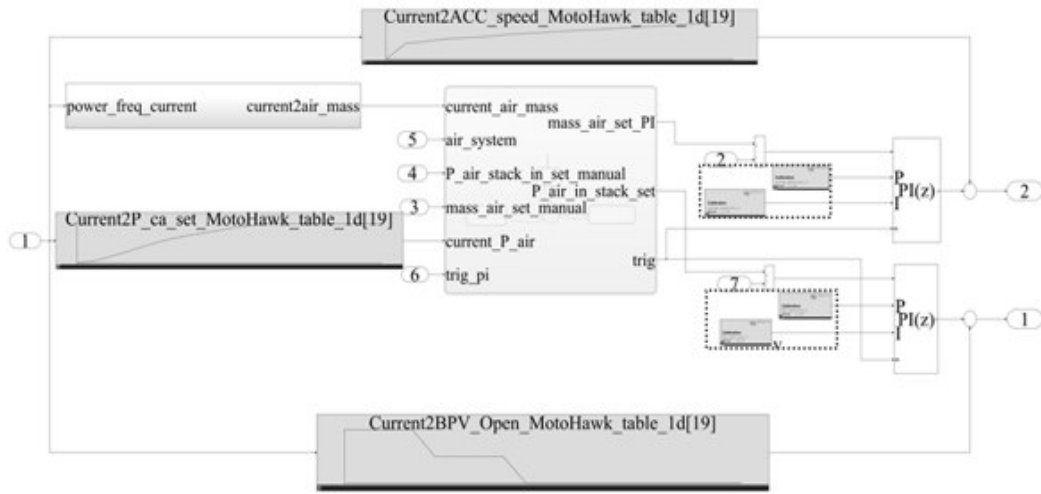 Current2ACC_speed_MotoHawk_table_1d[19]
power_freq_current current2air_mass
current_air_mass
mass_air_set_PI
5
air_system
2
4
P_air_stack_in_set_manual
P_air_in_stack_set
P
PI(z)
I
2
3
mass_air_set_manual
Current2P_ca_set_MotoHawk_table_1d[19]
1
current_P_air
trig
6
trig_pi
7
P
PI(z)
I
1
Current2BPV_Open_MotoHawk_table_1d[19]